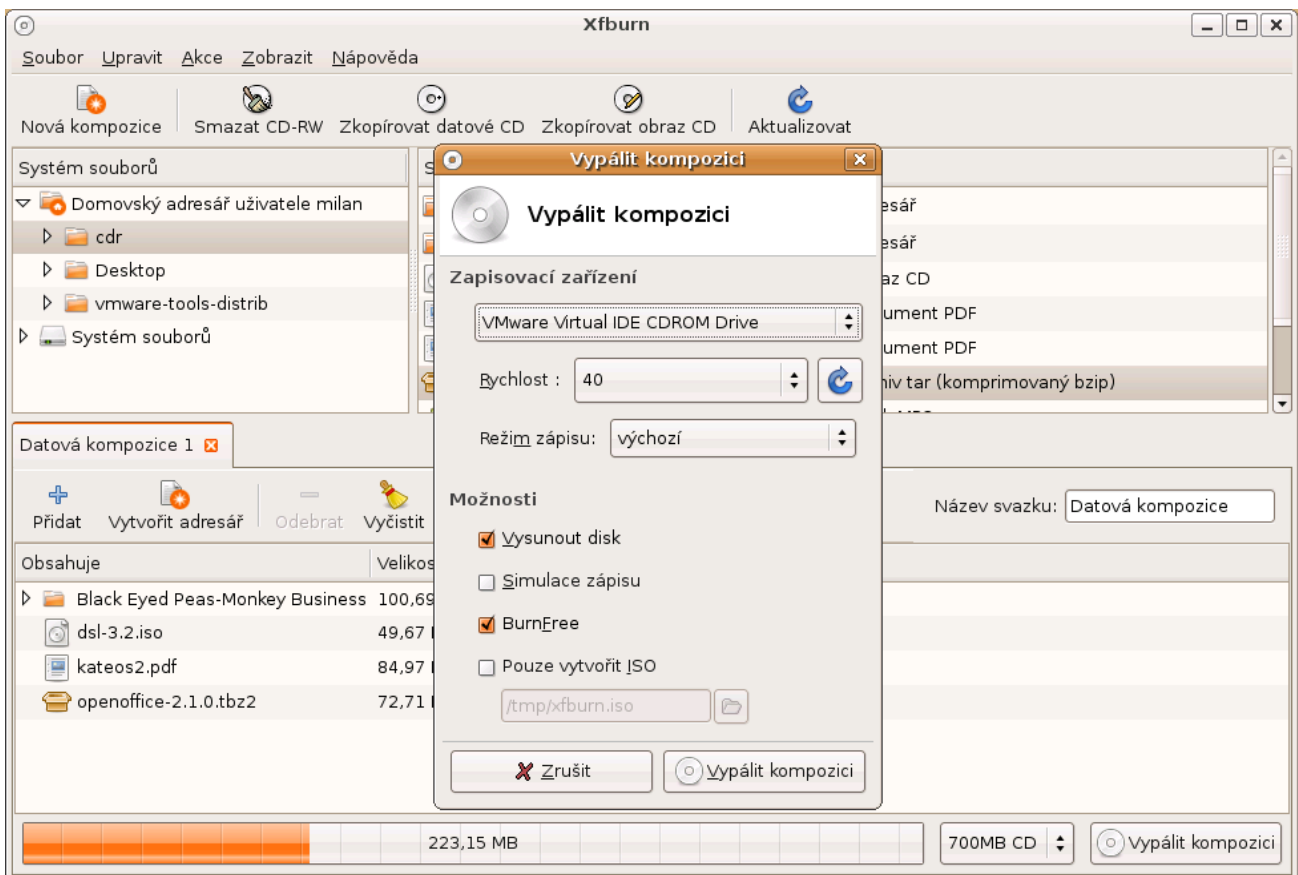 Xfburn
Soubor Upravit Akce Zobrazit Nápověda
Nová kompozice Smazat CD-RW Zkopírovat datové CD Zkopírovat obraz CD Aktualizovat
Systém souborů
Domovský adresář uživatele milan
cdr
Desktop
vmware-tools-distrib
Systém souborů
esář
esář
az CD
ument PDF
ument PDF
niv tar (komprimovaný bzip)
Vypálit kompozici
Vypálit kompozici
Zapisovací zařízení
VMware Virtual IDE CDROM Drive
Rychlost : 40
Režim zápisu: výchozí
Možnosti
Vysunout disk
Simulace zápisu
BurnFree
Pouze vytvořit ISO
/tmp/xfburn.iso
Zrušit Vypálit kompozici
Datová kompozice 1
Přidat Vytvořit adresář Odebrat Vyčistit
Název svazku: Datová kompozice
Obsahuje Velikos
Black Eyed Peas-Monkey Business 100,69
dsl-3.2.iso 49,67
kateos2.pdf 84,97
openoffice-2.1.0.tbz2 72,71
223,15 MB 700MB CD Vypálit kompozici